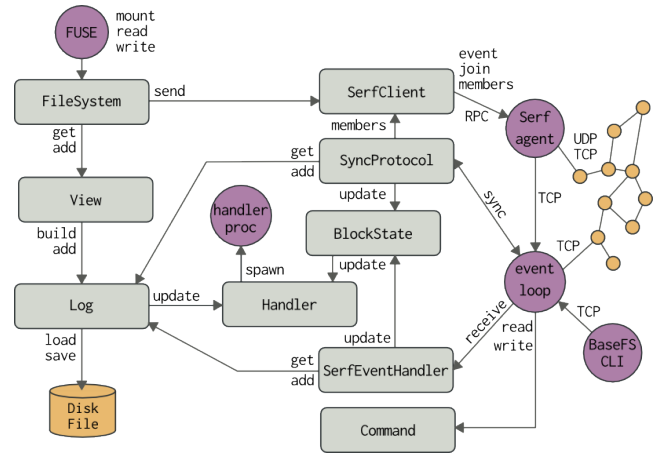 FUSE
mount
read
write
FileSystem
send
SerfClient
event
join
members
RPC
Serf
agent
UDP
TCP
get
add
members
get
add
SyncProtocol
View
handler
proc
update
sync
TCP
build
add
BlockState
TCP
spawn
update
event
loop
Log
update
Handler
receive
read
write
TCP
BaseFS
CLI
load
save
update
get
add
SerfEventHandler
Disk
File
Command